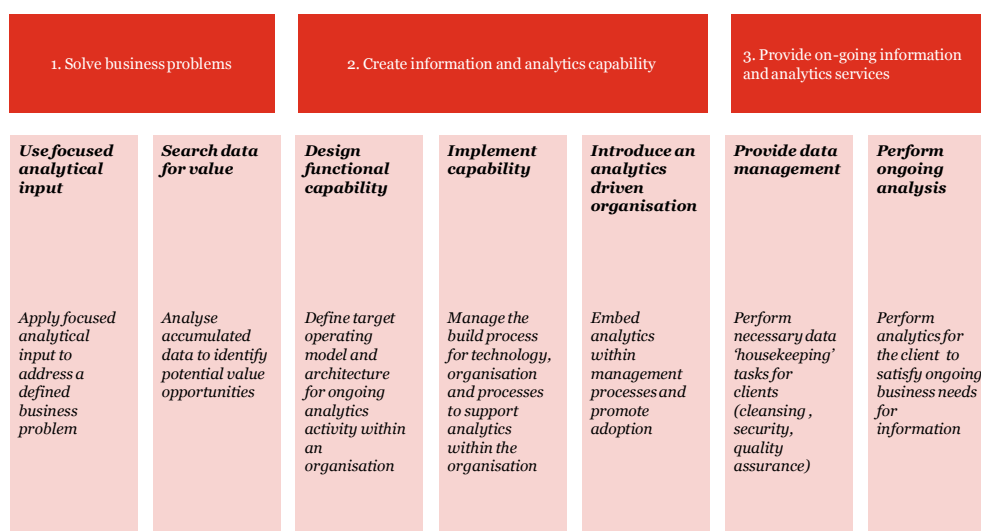 1. Solve business problems
2. Create information and analytics capability
3. Provide on-going information
and analytics services
Use focused
analytical
input
Apply focused
analytical
input to
address a
defined
business
problem
Search data
for value
Analyse
accumulated
data to identify
potential value
opportunities
Design
functional
capability
Define target
operating
model and
architecture
for ongoing
analytics
activity within
an
organisation
Implement
capability
Manage the
build process
for technology,
organisation
and processes
to support
analytics
within the
organisation
Introduce an
analytics
driven
organisation
Embed
analytics
within
management
processes and
promote
adoption
Provide data
management
Perform
necessary data
‘housekeeping’
tasks for
clients
(cleansing ,
security,
quality
assurance)
Perform
ongoing
analysis
Perform
analytics for
the client to
satisfy ongoing
business needs
for
information